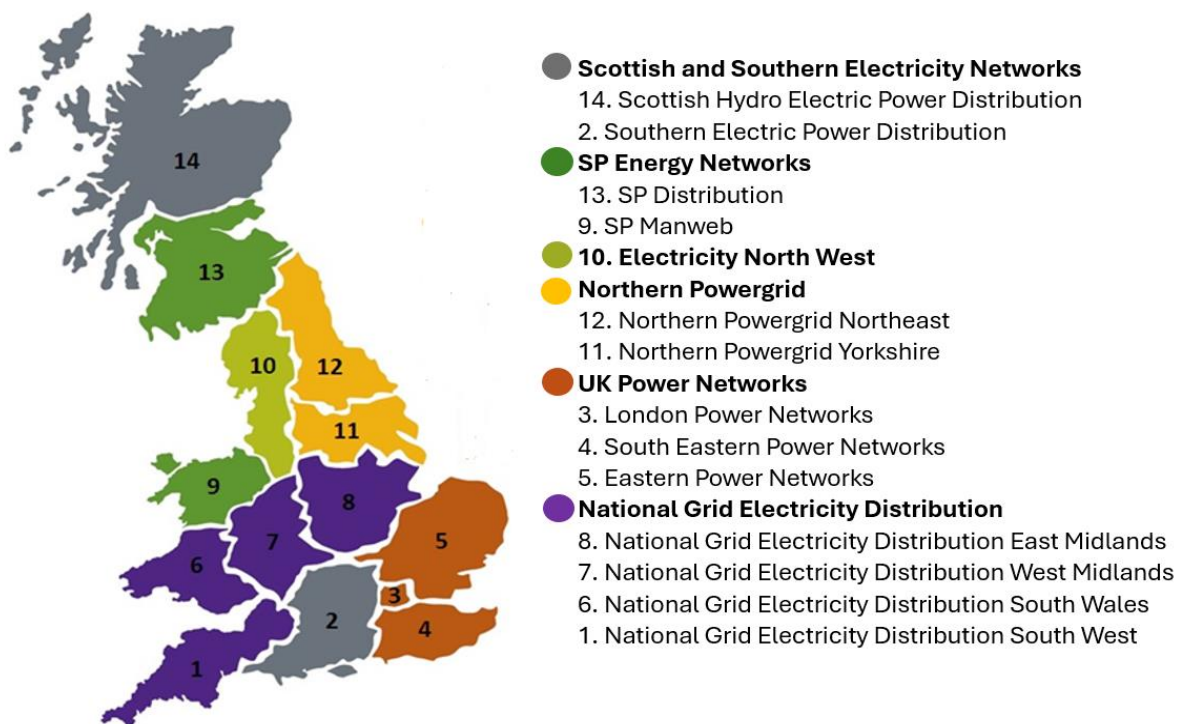 Scottish and Southern Electricity Networks
14. Scottish Hydro Electric Power Distribution
2. Southern Electric Power Distribution
SP Energy Networks
13. SP Distribution
9. SP Manweb
10. Electricity North West
Northern Powergrid
12. Northern Powergrid Northeast
11. Northern Powergrid Yorkshire
UK Power Networks
3. London Power Networks
4. South Eastern Power Networks
5. Eastern Power Networks
National Grid Electricity Distribution
8. National Grid Electricity Distribution East Midlands
7. National Grid Electricity Distribution West Midlands
6. National Grid Electricity Distribution South Wales
1. National Grid Electricity Distribution South West
14
13
10
12
11
9
8
7
5
6
3
2
4
1